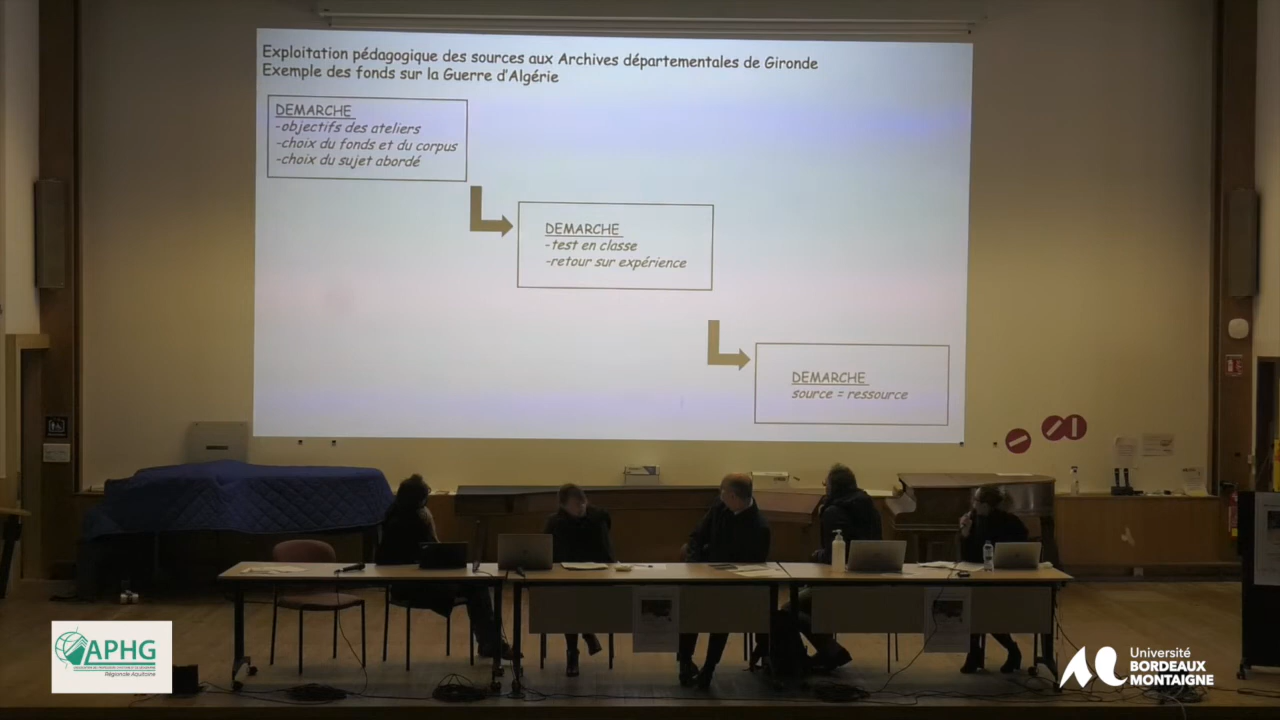 Exploitation pédagogique des sources aux Archives départementales de Gironde
Exemple des fonds sur la Guerre d'Algérie
DEMARCHE
-objectifs des ateliers
-choix du fonds et du corpus
-choix du sujet abordé
DEMARCHE
-test en classe
-retour sur expérience
DEMARCHE
source = ressource
APHG
Régionale Aquitaine
Université
BORDEAUX
MONTAIGNE